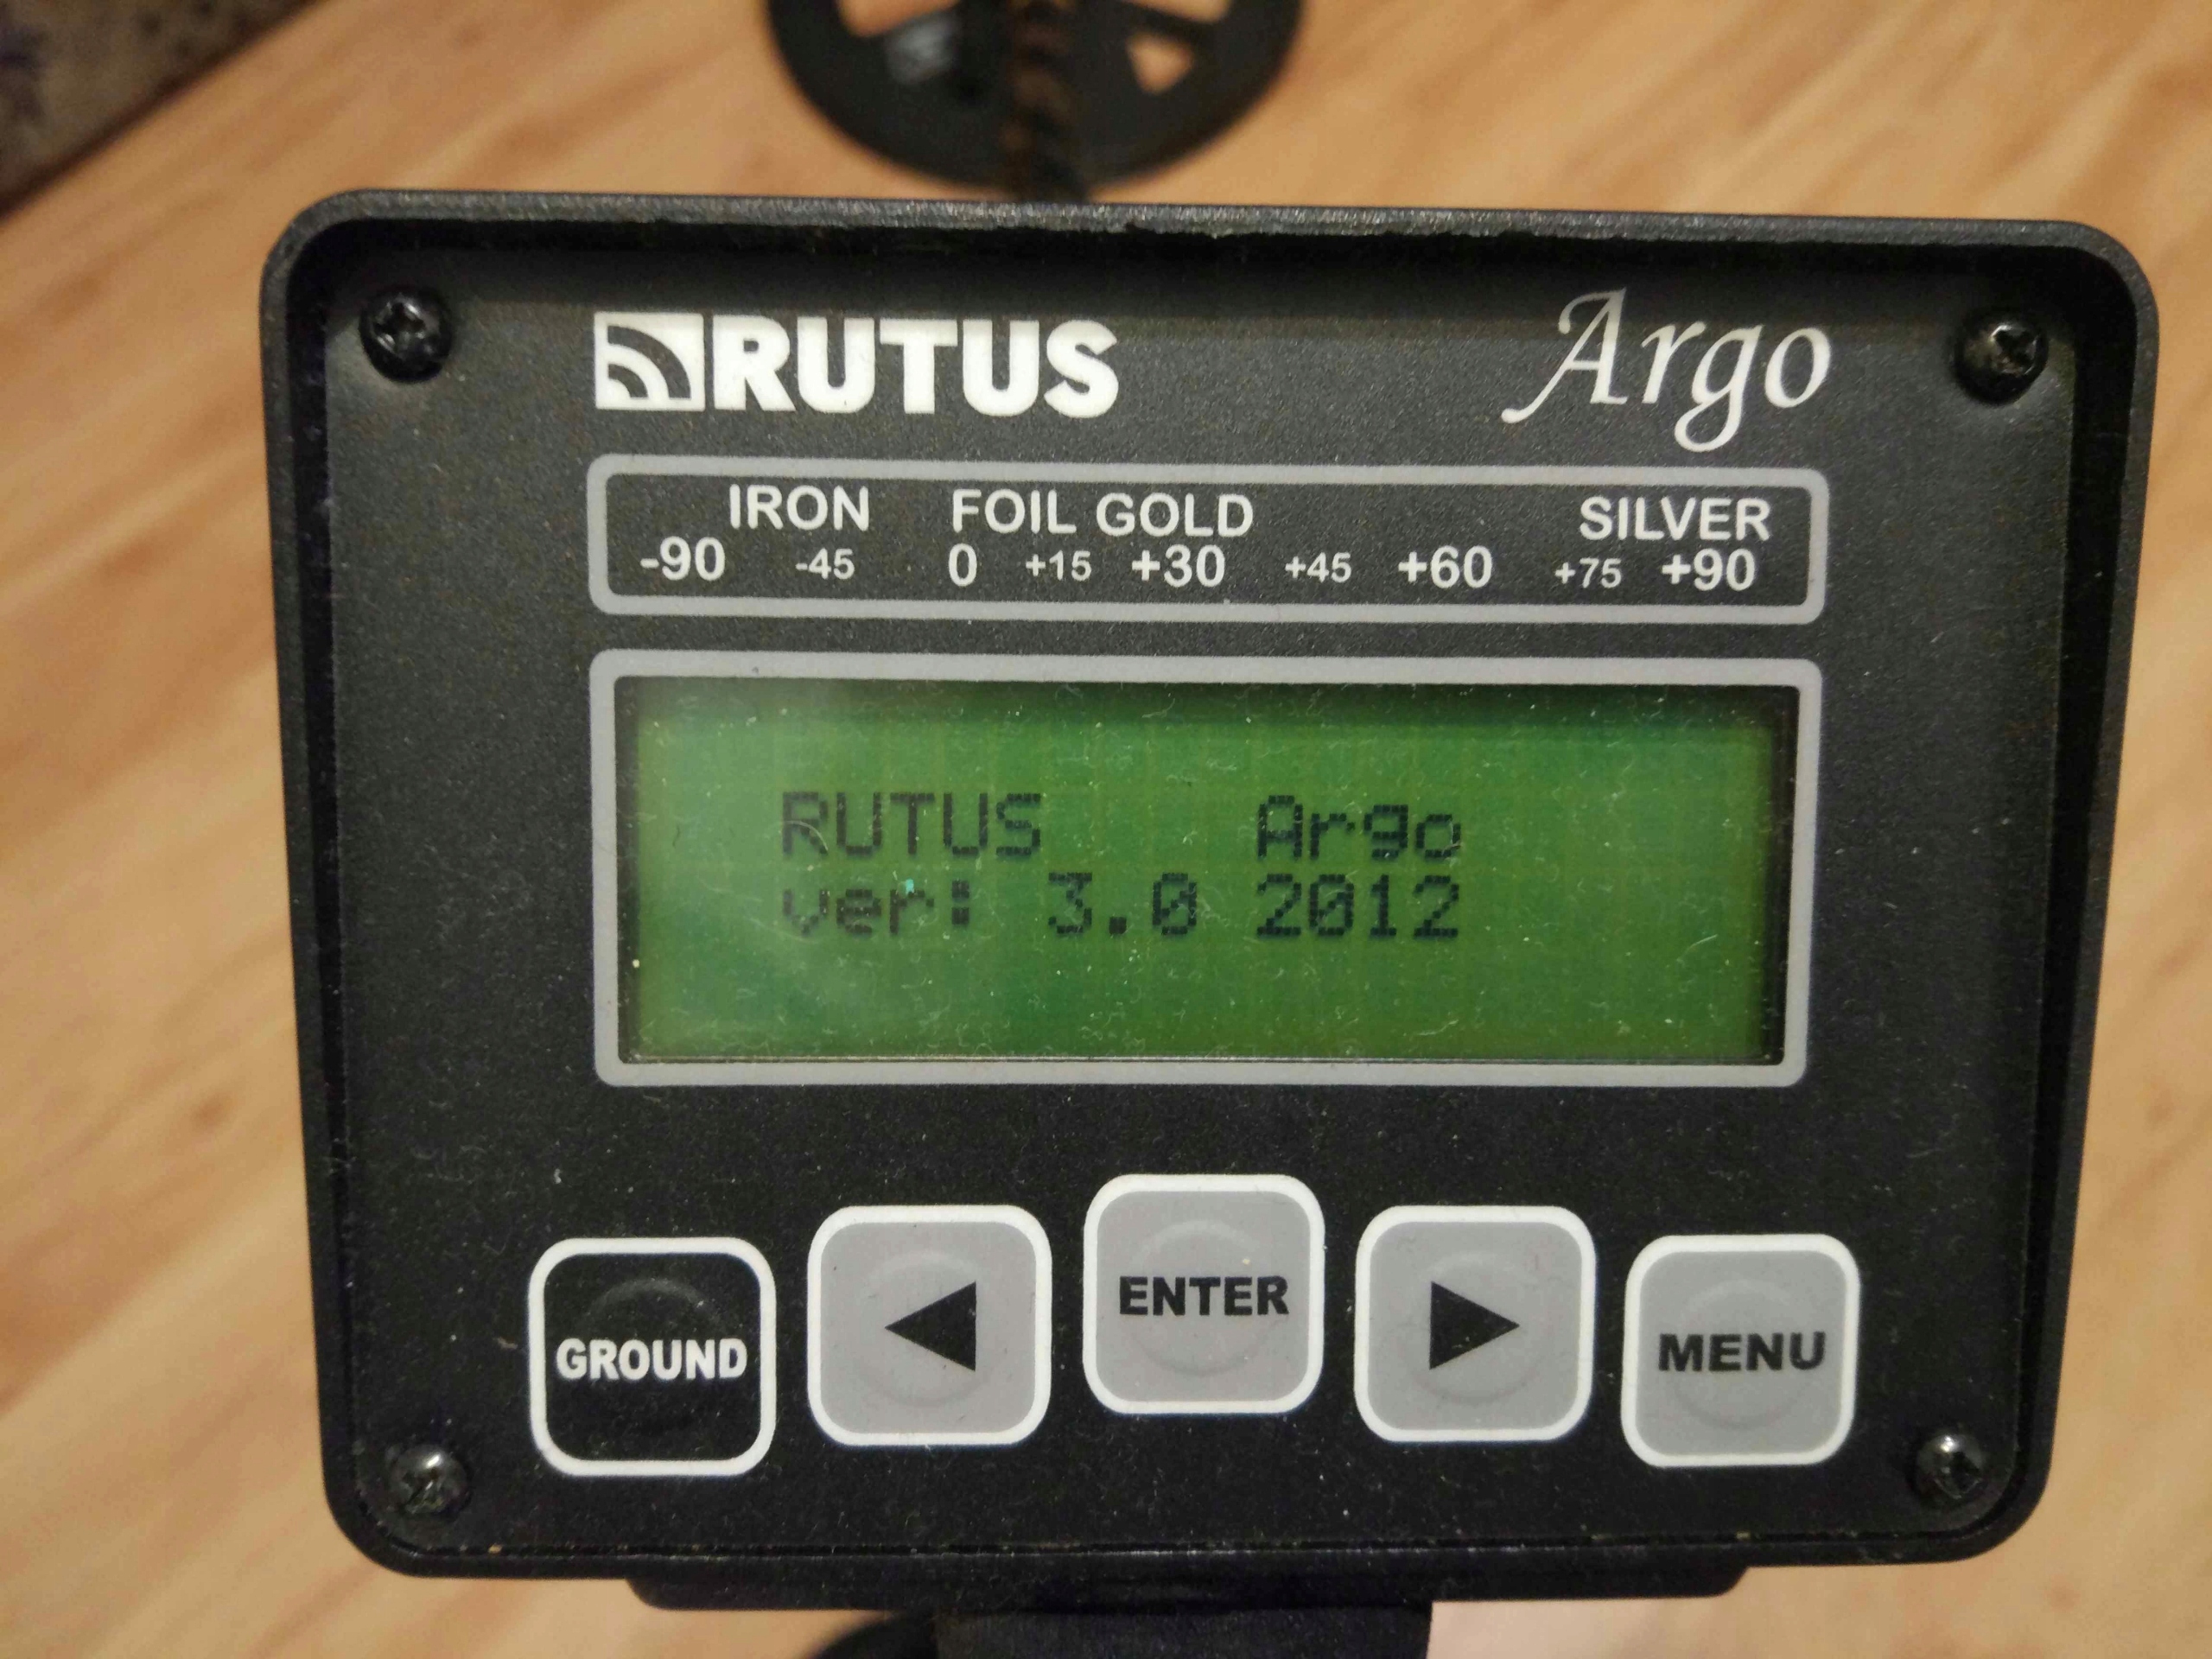 RUTUS Argo
IRON FOIL GOLD SILVER
-90 -45 0 +15 +30 +45 +60 +75 +90
RUTUS Argo
ver: 3.0 2012
GROUND ENTER MENU